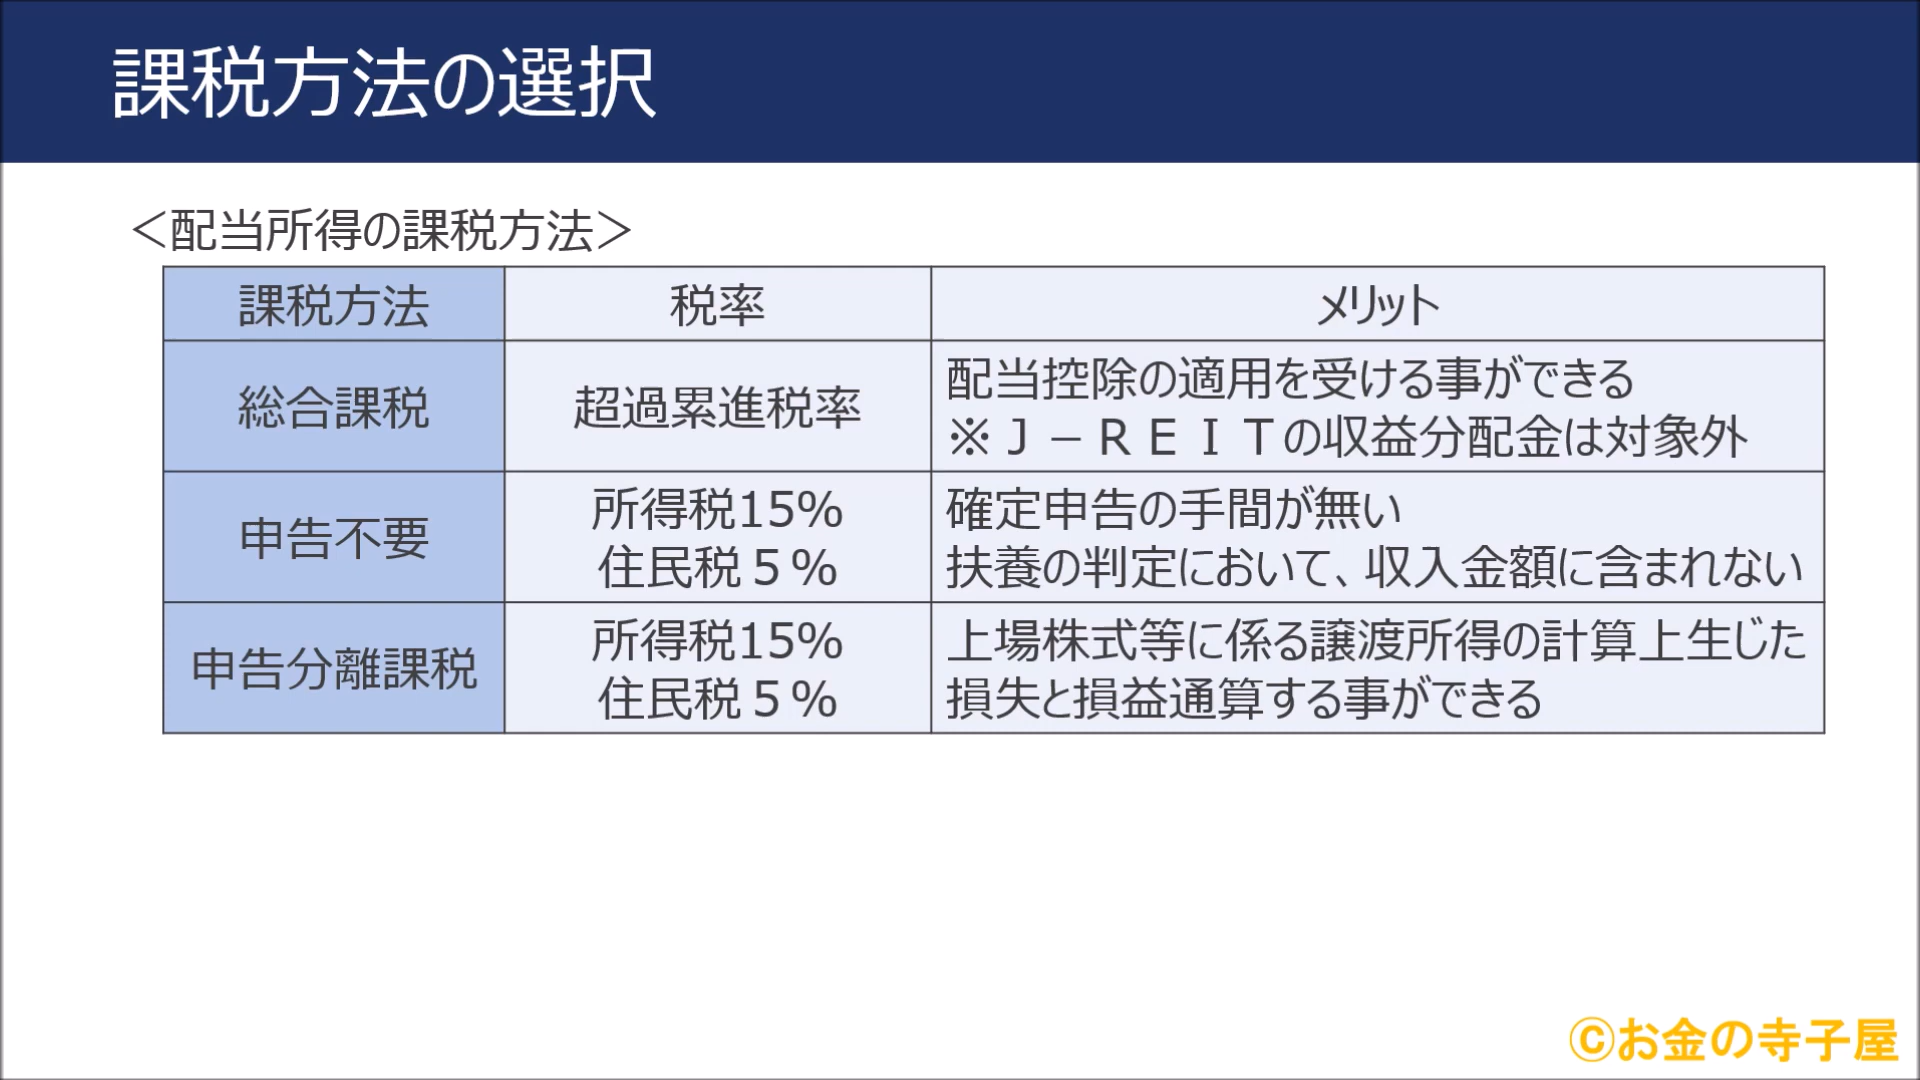 課税方法の選択
＜配当所得の課税方法＞
課税方法 税率 メリット
総合課税 超過累進税率 配当控除の適用を受ける事ができる
※Ｊ－ＲＥＩＴの収益分配金は対象外
申告不要 所得税15% 確定申告の手間が無い
住民税５% 扶養の判定において、収入金額に含まれない
申告分離課税 所得税15% 上場株式等に係る譲渡所得の計算上生じた
住民税５% 損失と損益通算する事ができる
©お金の寺子屋